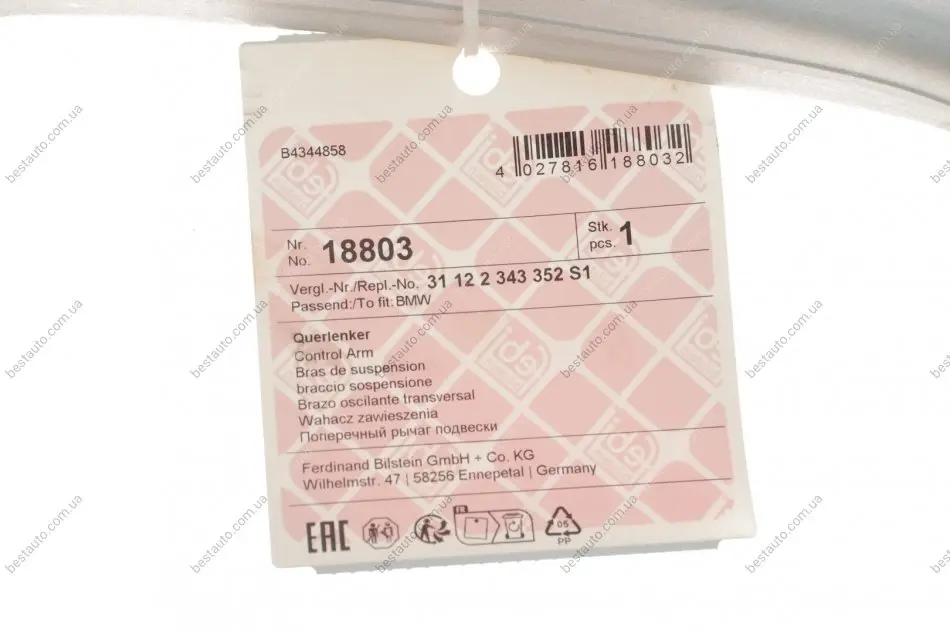 B4344858
4 027816 188032
Nr.
No. 18803
Stk.
pcs. 1
Vergl.-Nr./Repl.-No. 31 12 2 343 352 S1
Passend:/To fit: BMW
Querlenker
Control Arm
Bras de suspension
braccio sospensione
Brazo oscilante transversal
Wahacz zawieszenia
Поперечный рычаг подвески
Ferdinand Bilstein GmbH + Co. KG
Wilhelmstr. 47 | 58256 Ennepetal | Germany
EAC
FR
05
PP
febi
bestauto.com.ua